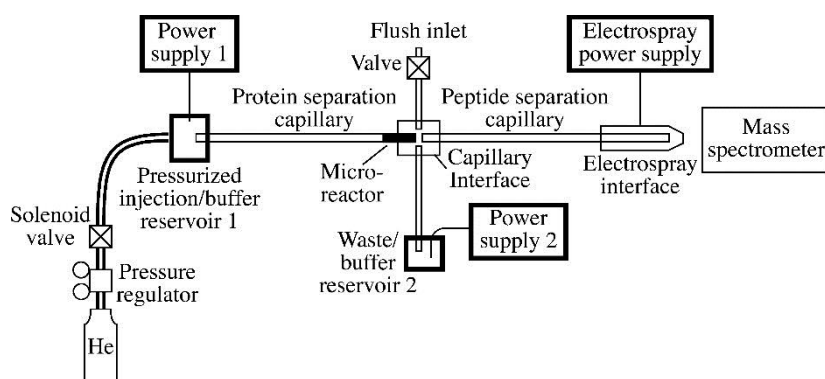 Power
supply 1
Flush inlet
Valve
Electrospray
power supply
Protein separation
capillary
Peptide separation
capillary
Mass
spectrometer
Pressurized
injection/buffer
reservoir 1
Micro-
reactor
Capillary
Interface
Electrospray
interface
Solenoid
valve
Waste/
buffer
reservoir 2
Power
supply 2
Pressure
regulator
He